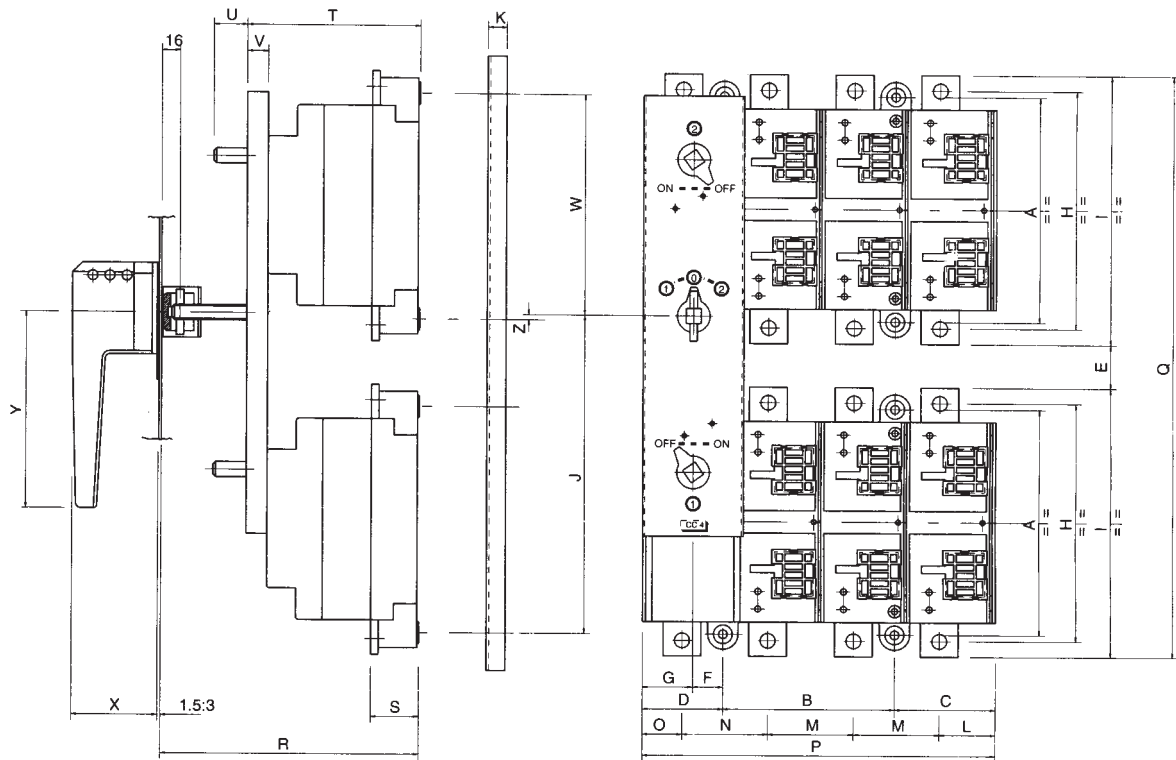 U T K
16 V
2
ON OFF
W
A = =
H = =
I = =
1 0 2
Z
E
Q
Y
J
OFF ON
1
A = =
H = =
I = =
G F
X 1.5:3 S
D B C
O N M M L
R
P